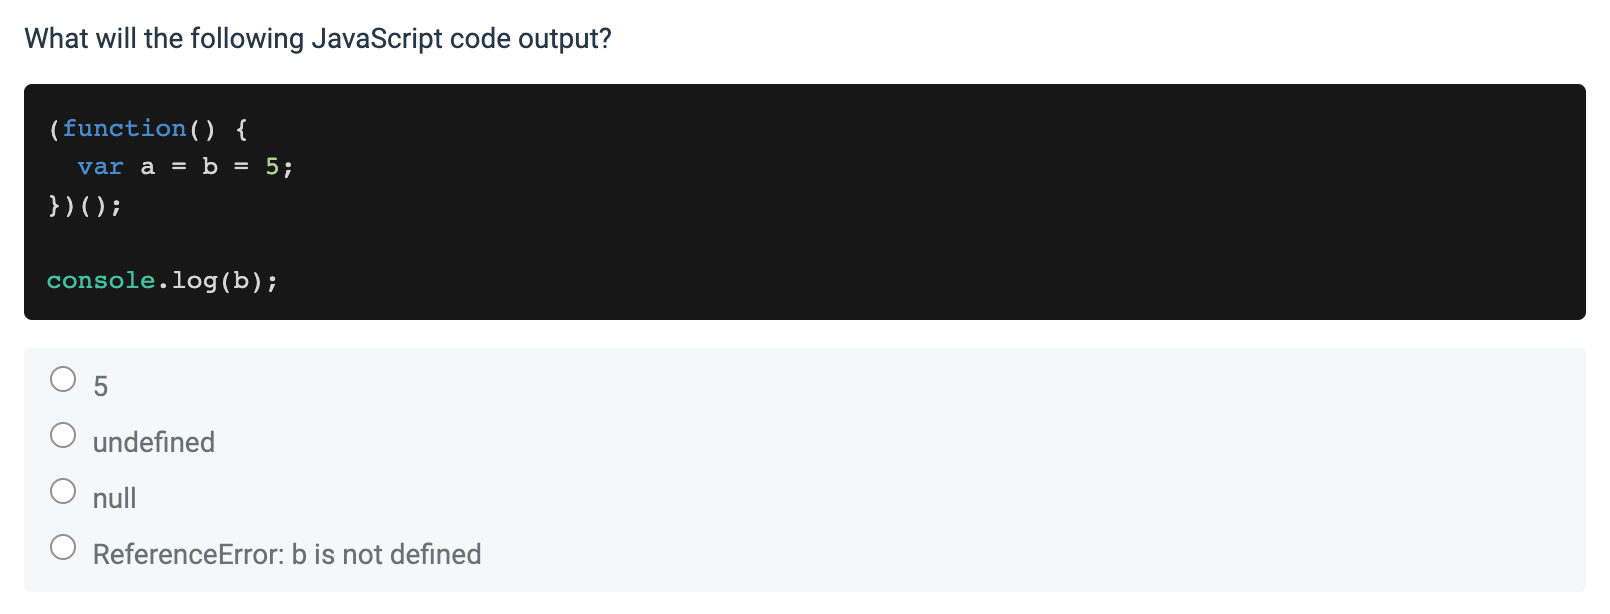 What will the following JavaScript code output?
(function() {
  var a = b = 5;
})();

console.log(b);
5
undefined
null
ReferenceError: b is not defined